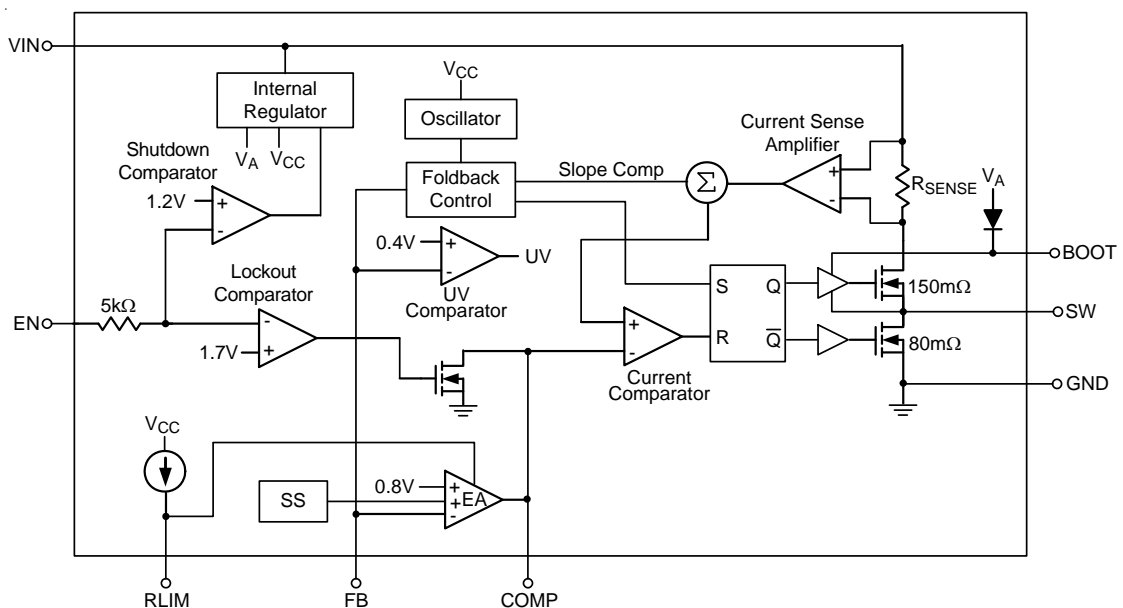 VIN
Internal
Regulator
VA
VCC
Shutdown
Comparator
1.2V
+
-
VCC
Oscillator
Foldback
Control
Slope Comp
Σ
Current Sense
Amplifier
+
-
RSENSE
VA
0.4V
+
-
UV
UV
Comparator
BOOT
Lockout
Comparator
5kΩ
EN
-
1.7V
+
S
Q
R
Q̅
150mΩ
SW
80mΩ
+
-
Current
Comparator
GND
VCC
SS
0.8V
+
+
-
EA
RLIM
FB
COMP